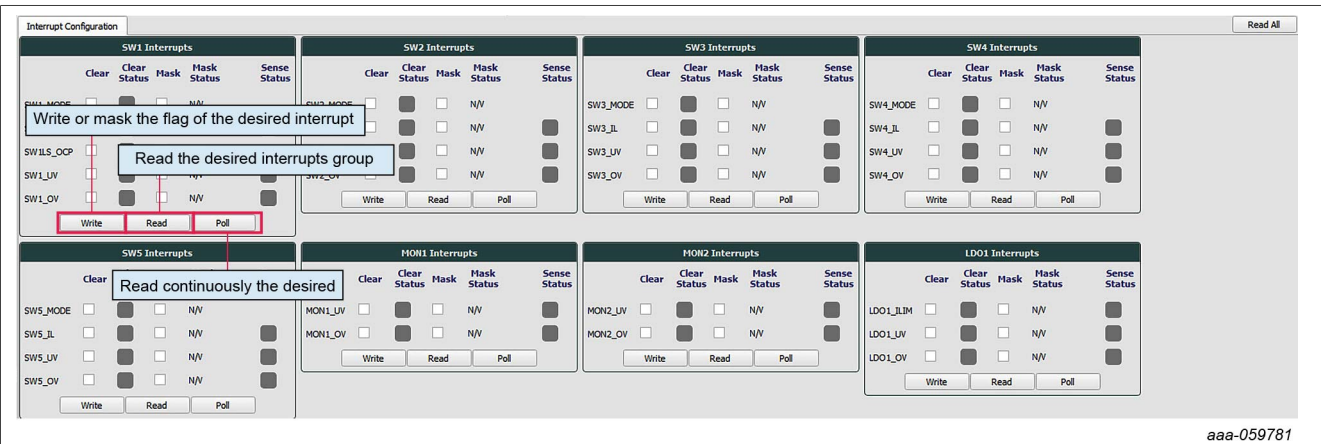 Interrupt Configuration
Read All
SW1 Interrupts
Clear Clear Status Mask Mask Status Sense Status
SW1_MODE N/V
Write or mask the flag of the desired interrupt
SW1LS_OCP
Read the desired interrupts group
SW1_UV N/V
SW1_OV N/V
Write Read Poll
SW2 Interrupts
Clear Clear Status Mask Mask Status Sense Status
SW2_MODE N/V
N/V
N/V
SW2_OV N/V
Write Read Poll
SW3 Interrupts
Clear Clear Status Mask Mask Status Sense Status
SW3_MODE N/V
SW3_IL N/V
SW3_UV N/V
SW3_OV N/V
Write Read Poll
SW4 Interrupts
Clear Clear Status Mask Mask Status Sense Status
SW4_MODE N/V
SW4_IL N/V
SW4_UV N/V
SW4_OV N/V
Write Read Poll
SW5 Interrupts
Clear Sense Status
Read continuously the desired
SW5_MODE N/V
SW5_IL N/V
SW5_UV N/V
SW5_OV N/V
Write Read Poll
MON1 Interrupts
Clear Clear Status Mask Mask Status Sense Status
MON1_UV N/V
MON1_OV N/V
Write Read Poll
MON2 Interrupts
Clear Clear Status Mask Mask Status Sense Status
MON2_UV N/V
MON2_OV N/V
Write Read Poll
LDO1 Interrupts
Clear Clear Status Mask Mask Status Sense Status
LDO1_ILIM N/V
LDO1_UV N/V
LDO1_OV N/V
Write Read Poll
aaa-059781